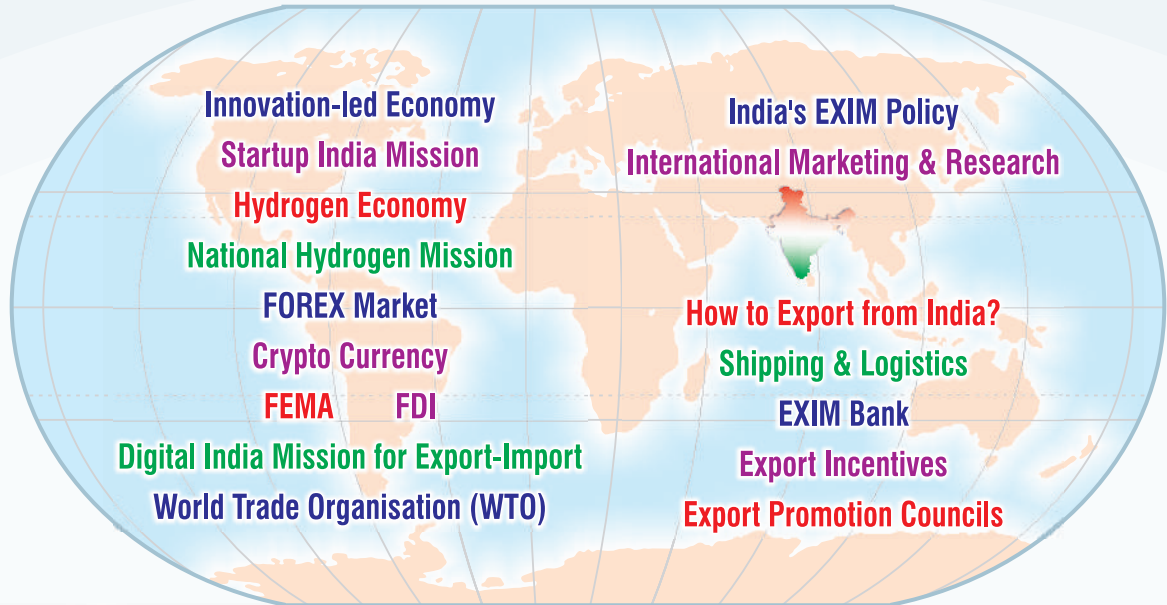 Innovation-led Economy
Startup India Mission
Hydrogen Economy
National Hydrogen Mission
FOREX Market
Crypto Currency
FEMA FDI
Digital India Mission for Export-Import
World Trade Organisation (WTO)
India's EXIM Policy
International Marketing & Research
How to Export from India?
Shipping & Logistics
EXIM Bank
Export Incentives
Export Promotion Councils